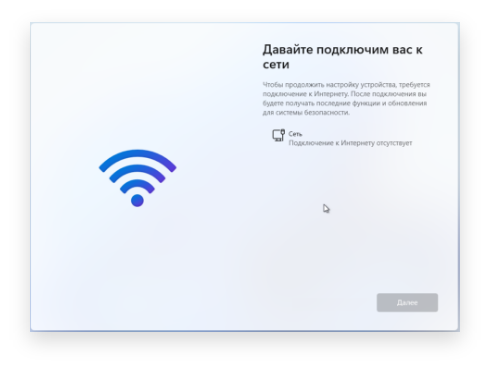 Давайте подключим вас к
сети
Чтобы продолжить настройку устройства, требуется
подключение к Интернету. После подключения вы
будете получать последние функции и обновления
для системы безопасности.
Сеть
Подключение к Интернету отсутствует
Далее